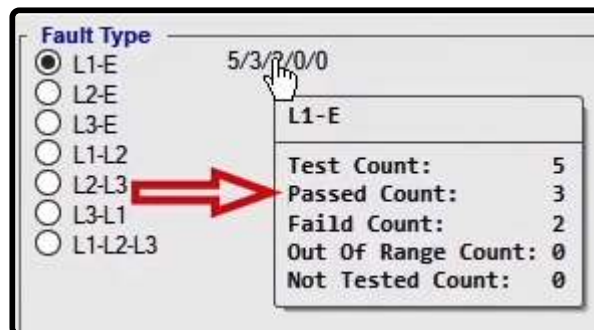 Fault Type
L1-E 5/3/2/0/0
L2-E
L3-E
L1-L2
L2-L3
L3-L1
L1-L2-L3
L1-E
Test Count: 5
Passed Count: 3
Faild Count: 2
Out Of Range Count: 0
Not Tested Count: 0